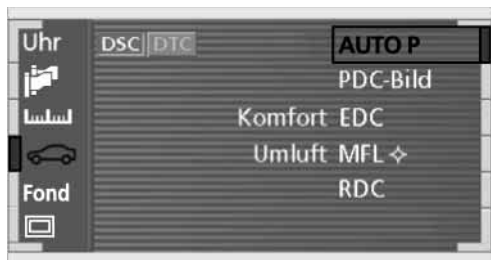 Uhr DSC DTC AUTO P
PDC-Bild
Komfort EDC
Umluft MFL
Fond RDC